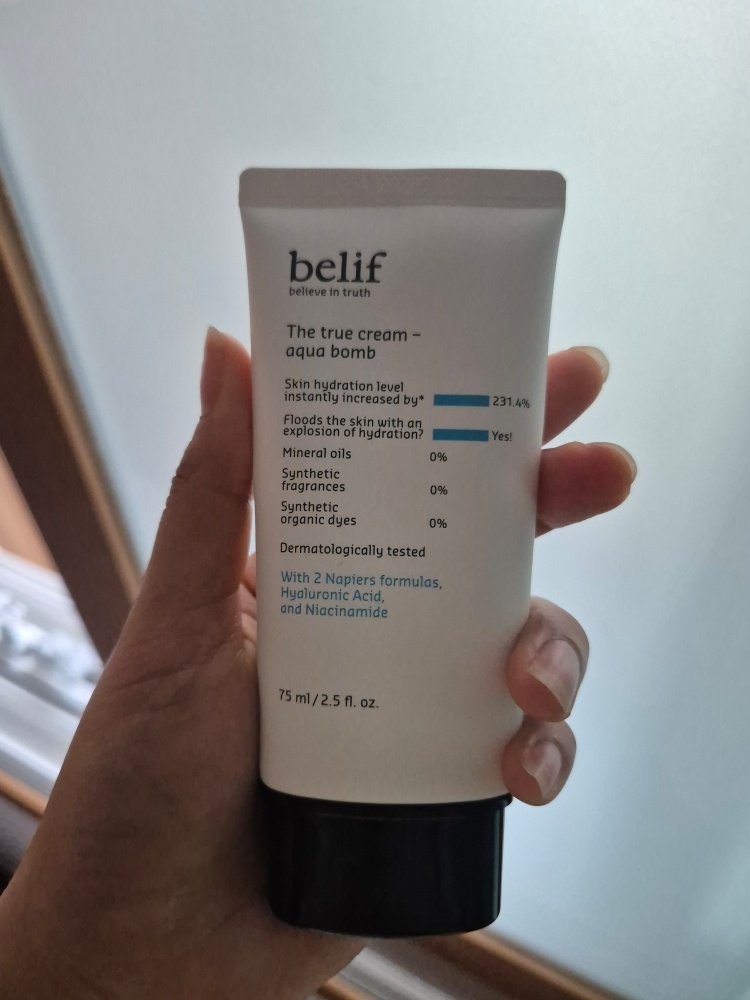 belif
believe in truth
The true cream –
aqua bomb
Skin hydration level
instantly increased by* 231.4%
Floods the skin with an
explosion of hydration? Yes!
Mineral oils 0%
Synthetic
fragrances 0%
Synthetic
organic dyes 0%
Dermatologically tested
With 2 Napiers formulas,
Hyaluronic Acid,
and Niacinamide
75 ml / 2.5 fl. oz.